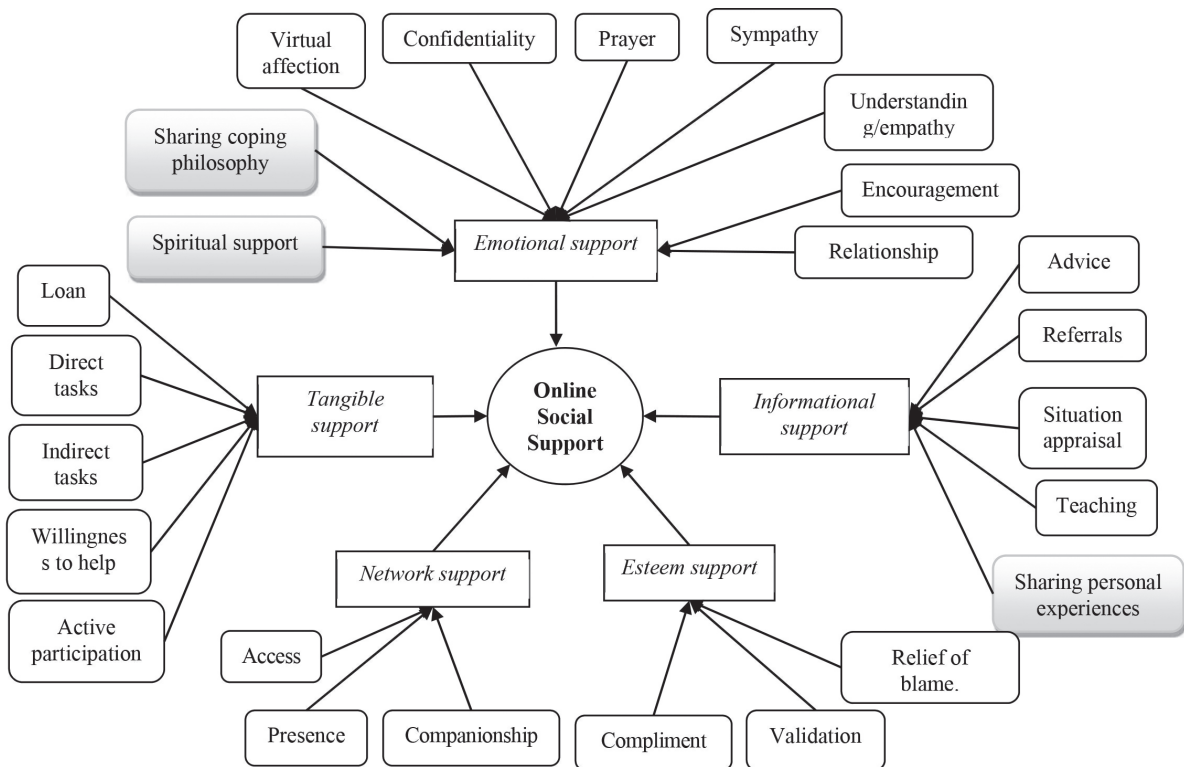 Virtual
affection
Confidentiality
Prayer
Sympathy
Understandin
g/empathy
Sharing coping
philosophy
Encouragement
Spiritual support
Emotional support
Relationship
Advice
Loan
Referrals
Direct
tasks
Tangible
support
Online
Social
Support
Informational
support
Situation
appraisal
Indirect
tasks
Teaching
Willingnes
s to help
Network support
Esteem support
Sharing personal
experiences
Active
participation
Access
Relief of
blame.
Presence
Companionship
Compliment
Validation